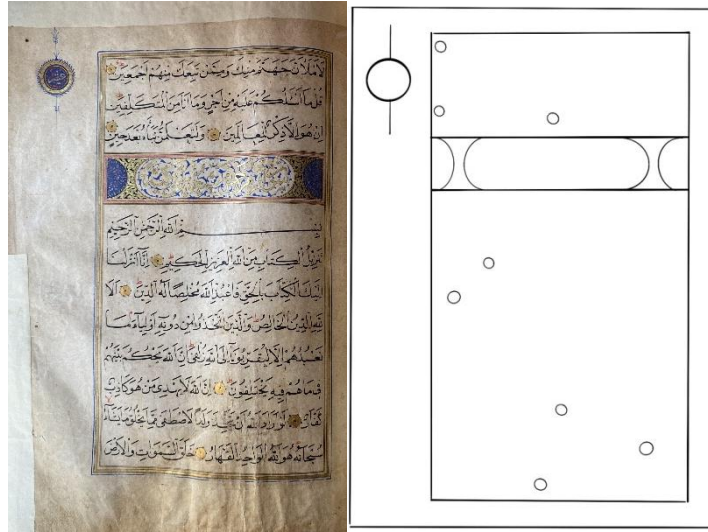 لأملأن جهنم منك وممن تبعك منهم أجمعين
قل ما أسألكم عليه من أجر وما أنا من المتكلفين
إن هو إلا ذكر للعالمين ولتعلمن نبأه بعد حين
بسم الله الرحمن الرحيم
تنزيل الكتاب من الله العزيز الحكيم إنا أنزلنا
إليك الكتاب بالحق فاعبد الله مخلصا له الدين ألا
لله الدين الخالص والذين اتخذوا من دونه أولياء ما
نعبدهم إلا ليقربونا إلى الله زلفى إن الله يحكم بينهم
فيما هم فيه يختلفون إن الله لا يهدي من هو كاذب
كفار لو أراد الله أن يتخذ ولدا لاصطفى مما يخلق ما يشاء
سبحانه هو الله الواحد القهار خلق السموات والأرض